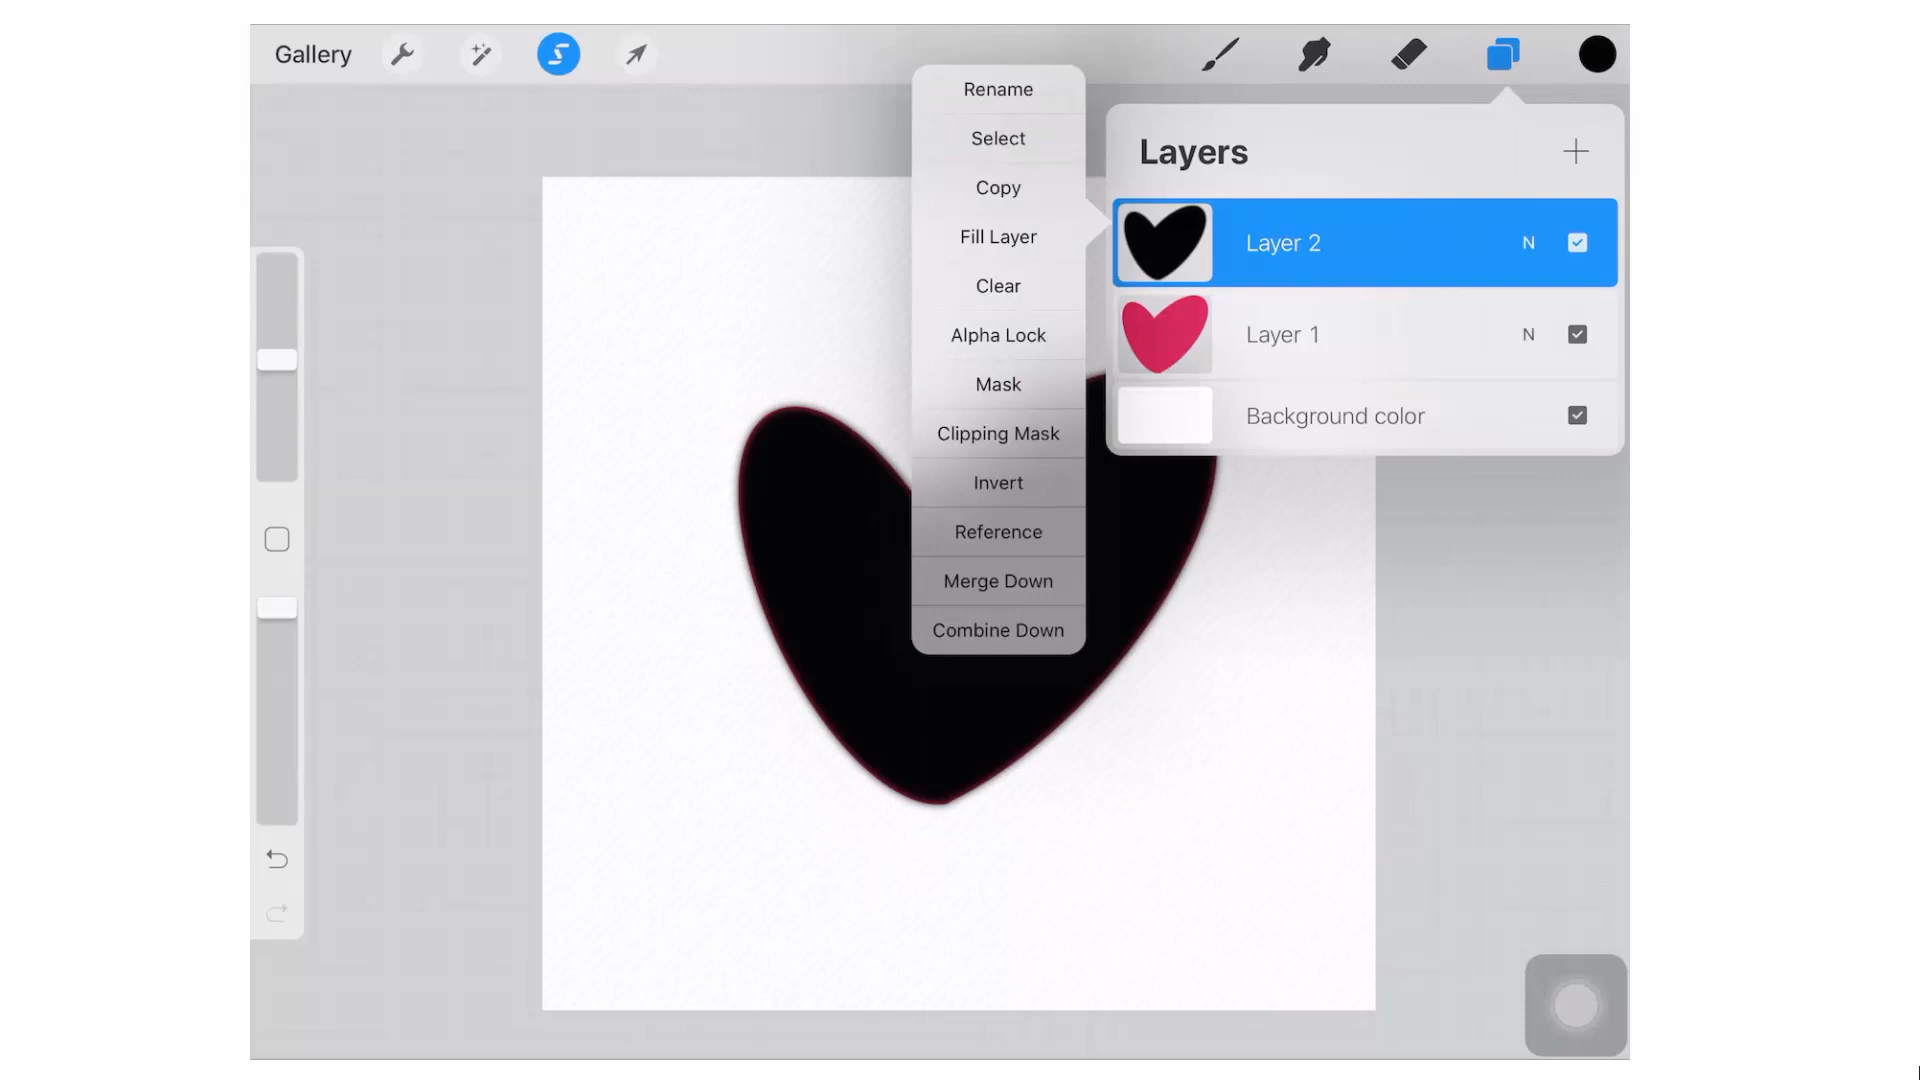 Gallery
Rename
Select
Copy
Fill Layer
Clear
Alpha Lock
Mask
Clipping Mask
Invert
Reference
Merge Down
Combine Down
Layers
Layer 2 N
Layer 1 N
Background color